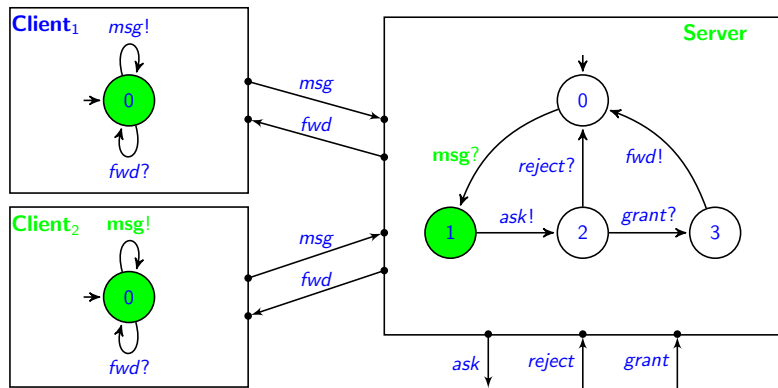 Client₁
msg!
0
fwd?
msg
fwd
Client₂
msg!
0
fwd?
msg
fwd
Server
0
msg?
reject?
fwd!
1
ask!
2
grant?
3
ask
reject
grant